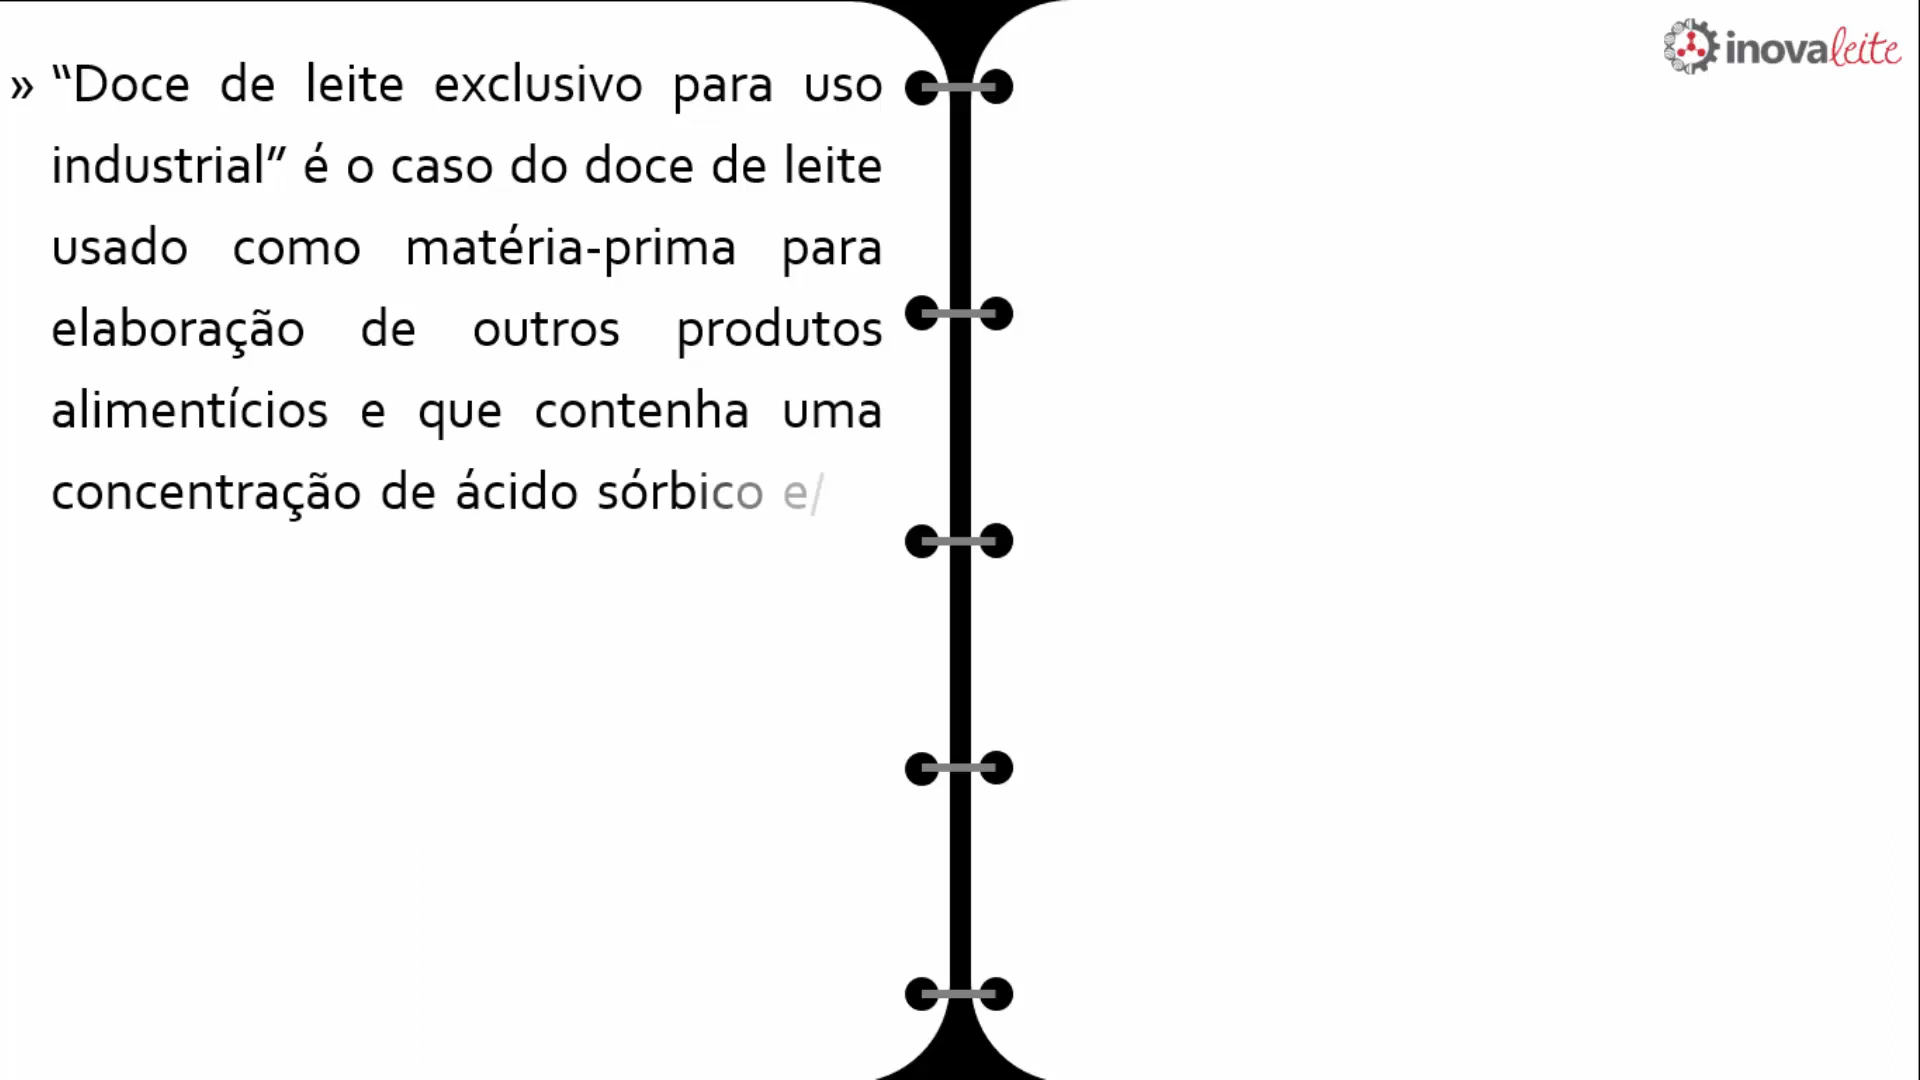 inovaleite
» “Doce de leite exclusivo para uso
industrial” é o caso do doce de leite
usado como matéria-prima para
elaboração de outros produtos
alimentícios e que contenha uma
concentração de ácido sórbico e/